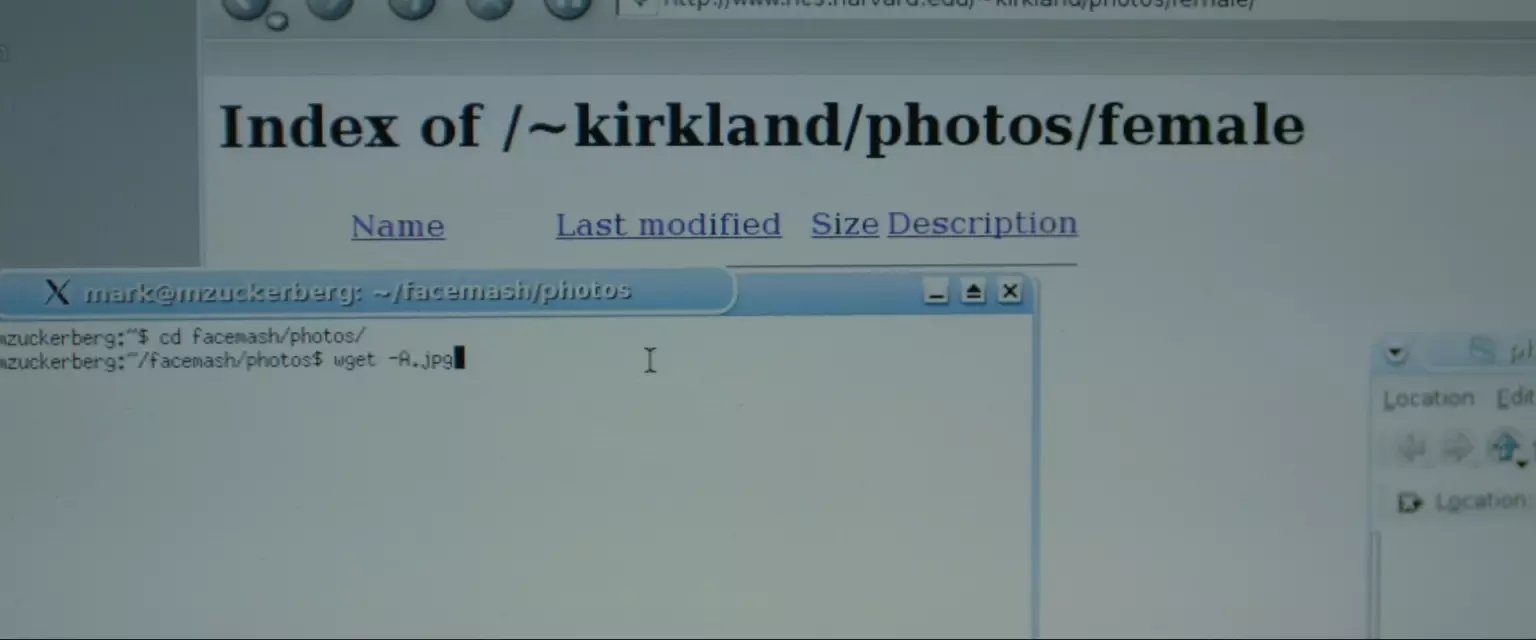 http://www.hcs.harvard.edu/~kirkland/photos/female/
Index of /~kirkland/photos/female
Name Last modified Size Description
mark@mzuckerberg: ~/facemash/photos
mzuckerberg:~$ cd facemash/photos/
mzuckerberg:~/facemash/photos$ wget -A.jpg
Location Edit
Location